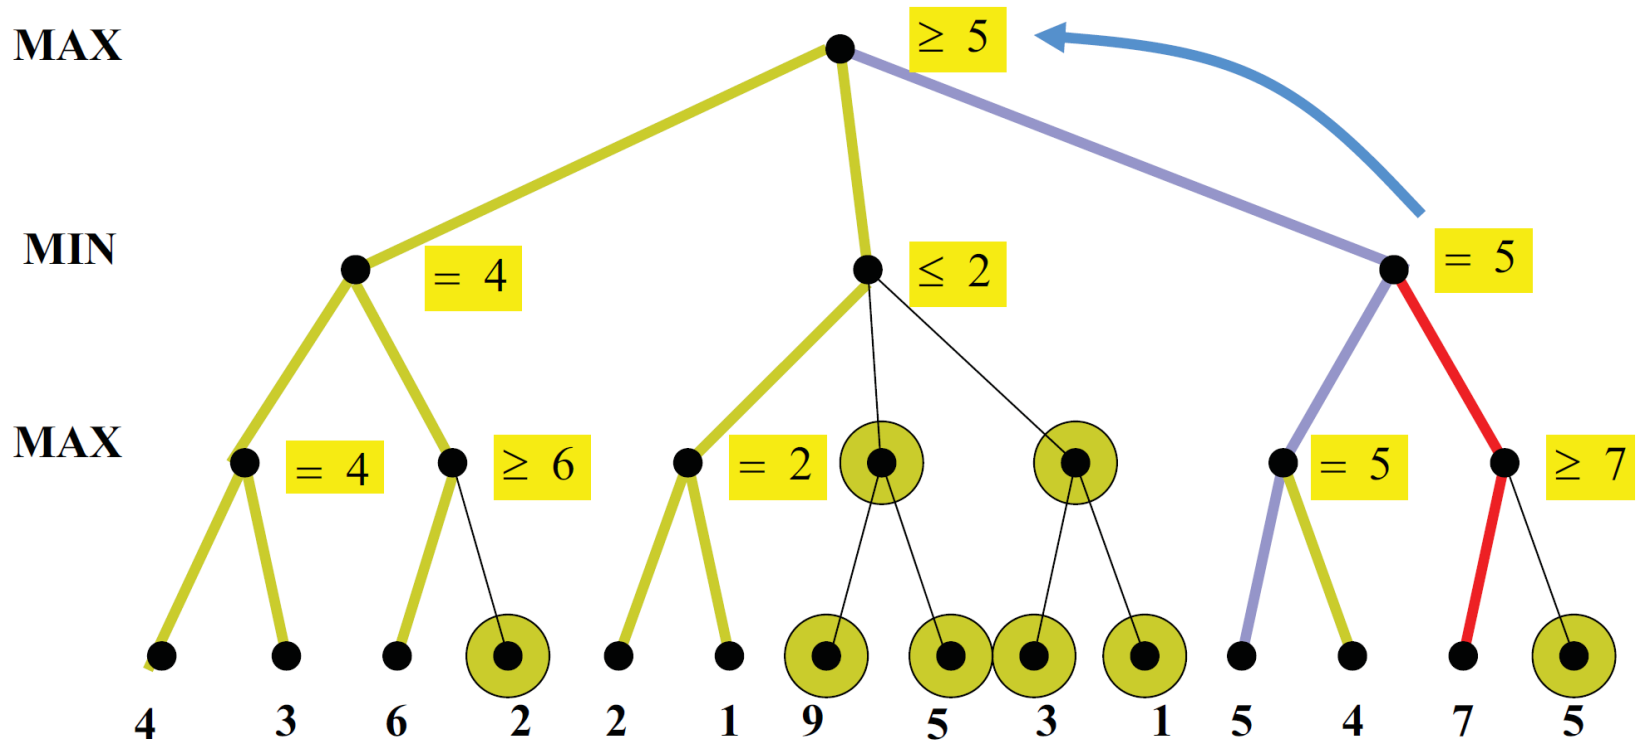 MAX ≥ 5
MIN = 4 ≤ 2 = 5
MAX = 4 ≥ 6 = 2 = 5 ≥ 7
4 3 6 2 2 1 9 5 3 1 5 4 7 5